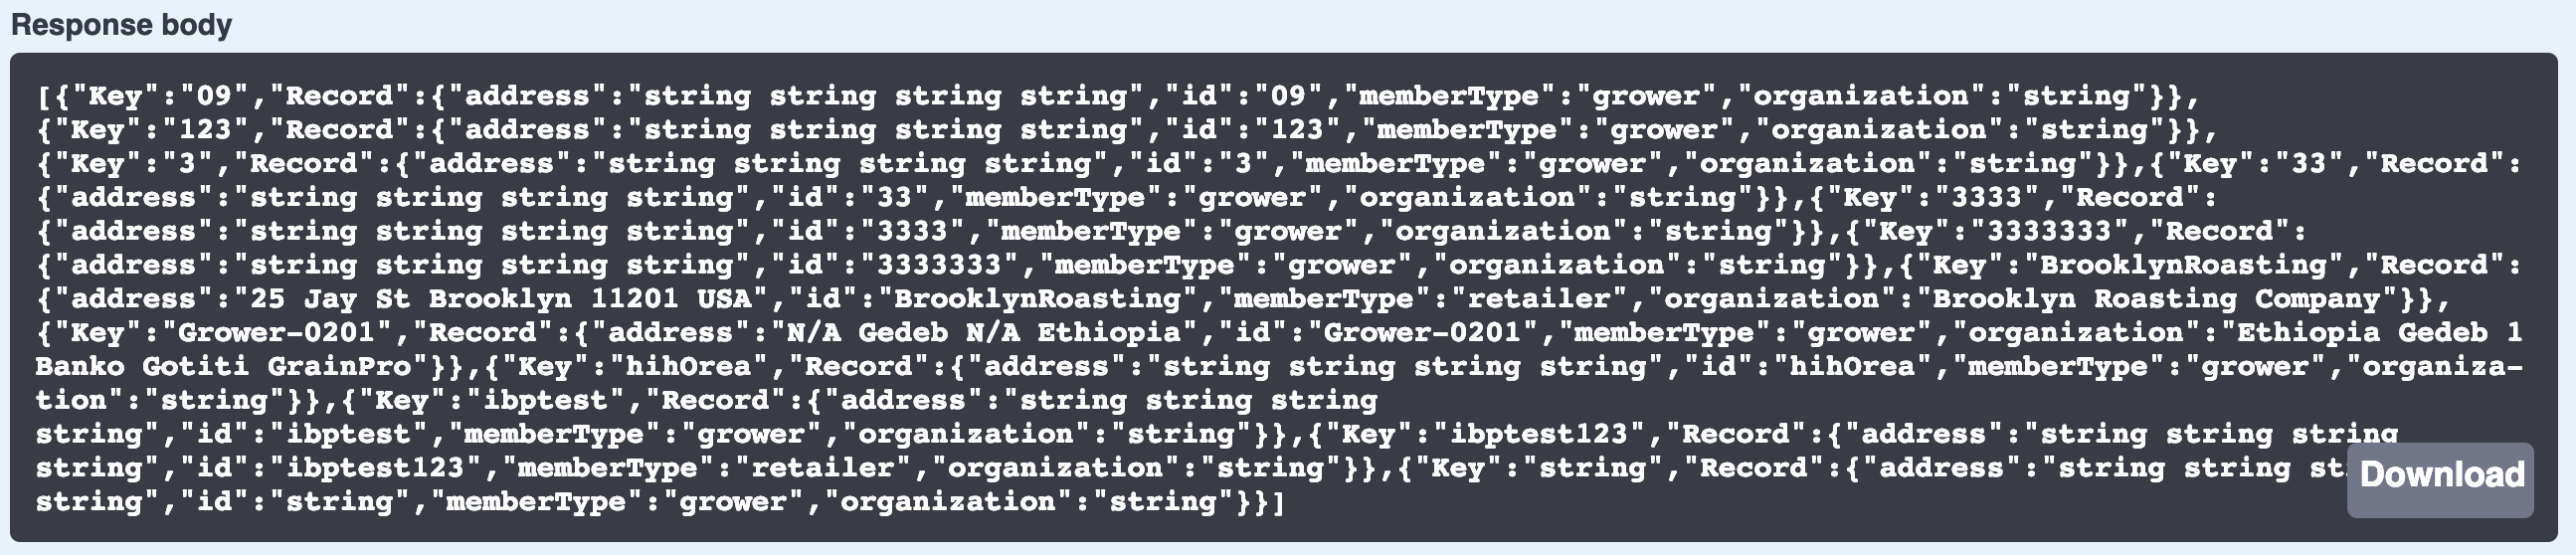 Response body
[{"Key":"09","Record":{"address":"string string string string","id":"09","memberType":"grower","organization":"string"}},
{"Key":"123","Record":{"address":"string string string string","id":"123","memberType":"grower","organization":"string"}},
{"Key":"3","Record":{"address":"string string string string","id":"3","memberType":"grower","organization":"string"}},{"Key":"33","Record":
{"address":"string string string string","id":"33","memberType":"grower","organization":"string"}},{"Key":"3333","Record":
{"address":"string string string string","id":"3333","memberType":"grower","organization":"string"}},{"Key":"3333333","Record":
{"address":"string string string string","id":"3333333","memberType":"grower","organization":"string"}},{"Key":"BrooklynRoasting","Record":
{"address":"25 Jay St Brooklyn 11201 USA","id":"BrooklynRoasting","memberType":"retailer","organization":"Brooklyn Roasting Company"}},
{"Key":"Grower-0201","Record":{"address":"N/A Gedeb N/A Ethiopia","id":"Grower-0201","memberType":"grower","organization":"Ethiopia Gedeb 1
Banko Gotiti GrainPro"}},{"Key":"hihOrea","Record":{"address":"string string string string","id":"hihOrea","memberType":"grower","organiza-
tion":"string"}},{"Key":"ibptest","Record":{"address":"string string string
string","id":"ibptest","memberType":"grower","organization":"string"}},{"Key":"ibptest123","Record":{"address":"string string string
string","id":"ibptest123","memberType":"retailer","organization":"string"}},{"Key":"string","Record":{"address":"string string
Download
string","id":"string","memberType":"grower","organization":"string"}}]